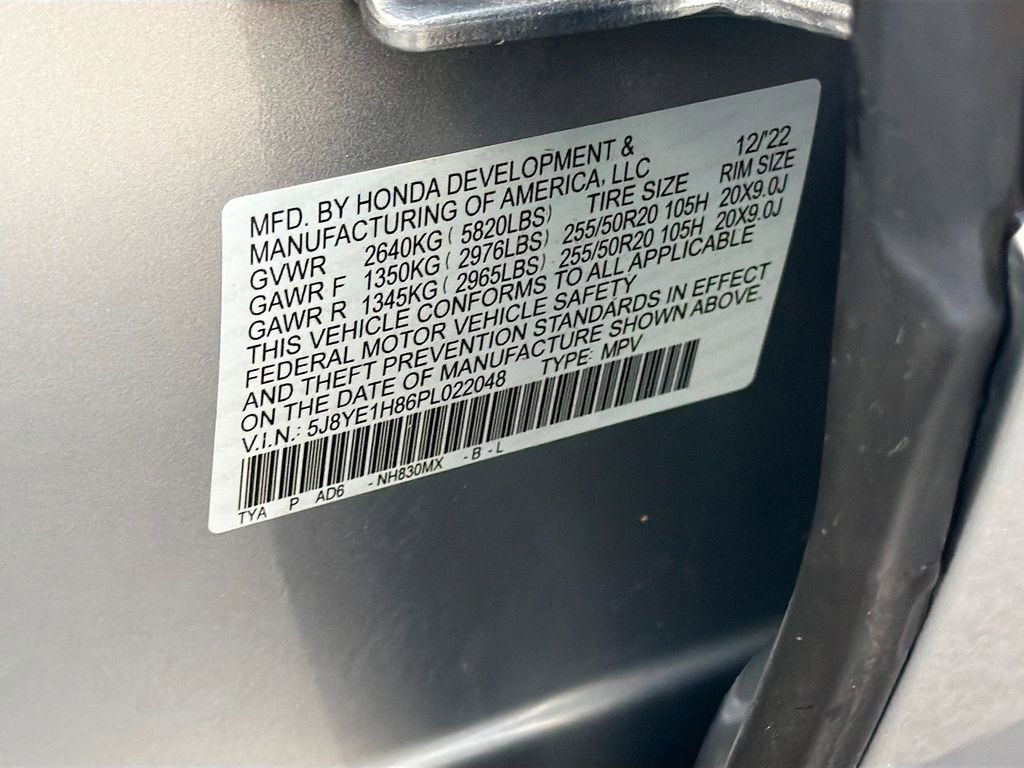 MFD. BY HONDA DEVELOPMENT & 12/'22
MANUFACTURING OF AMERICA, LLC RIM SIZE
GVWR 2640KG ( 5820LBS) TIRE SIZE
GAWR F 1350KG ( 2976LBS) 255/50R20 105H 20X9.0J
GAWR R 1345KG ( 2965LBS) 255/50R20 105H 20X9.0J
THIS VEHICLE CONFORMS TO ALL APPLICABLE
FEDERAL MOTOR VEHICLE SAFETY
AND THEFT PREVENTION STANDARDS IN EFFECT
ON THE DATE OF MANUFACTURE SHOWN ABOVE.
V.I.N.: 5J8YE1H86PL022048 TYPE: MPV
TYA P AD6 - NH830MX - B - L